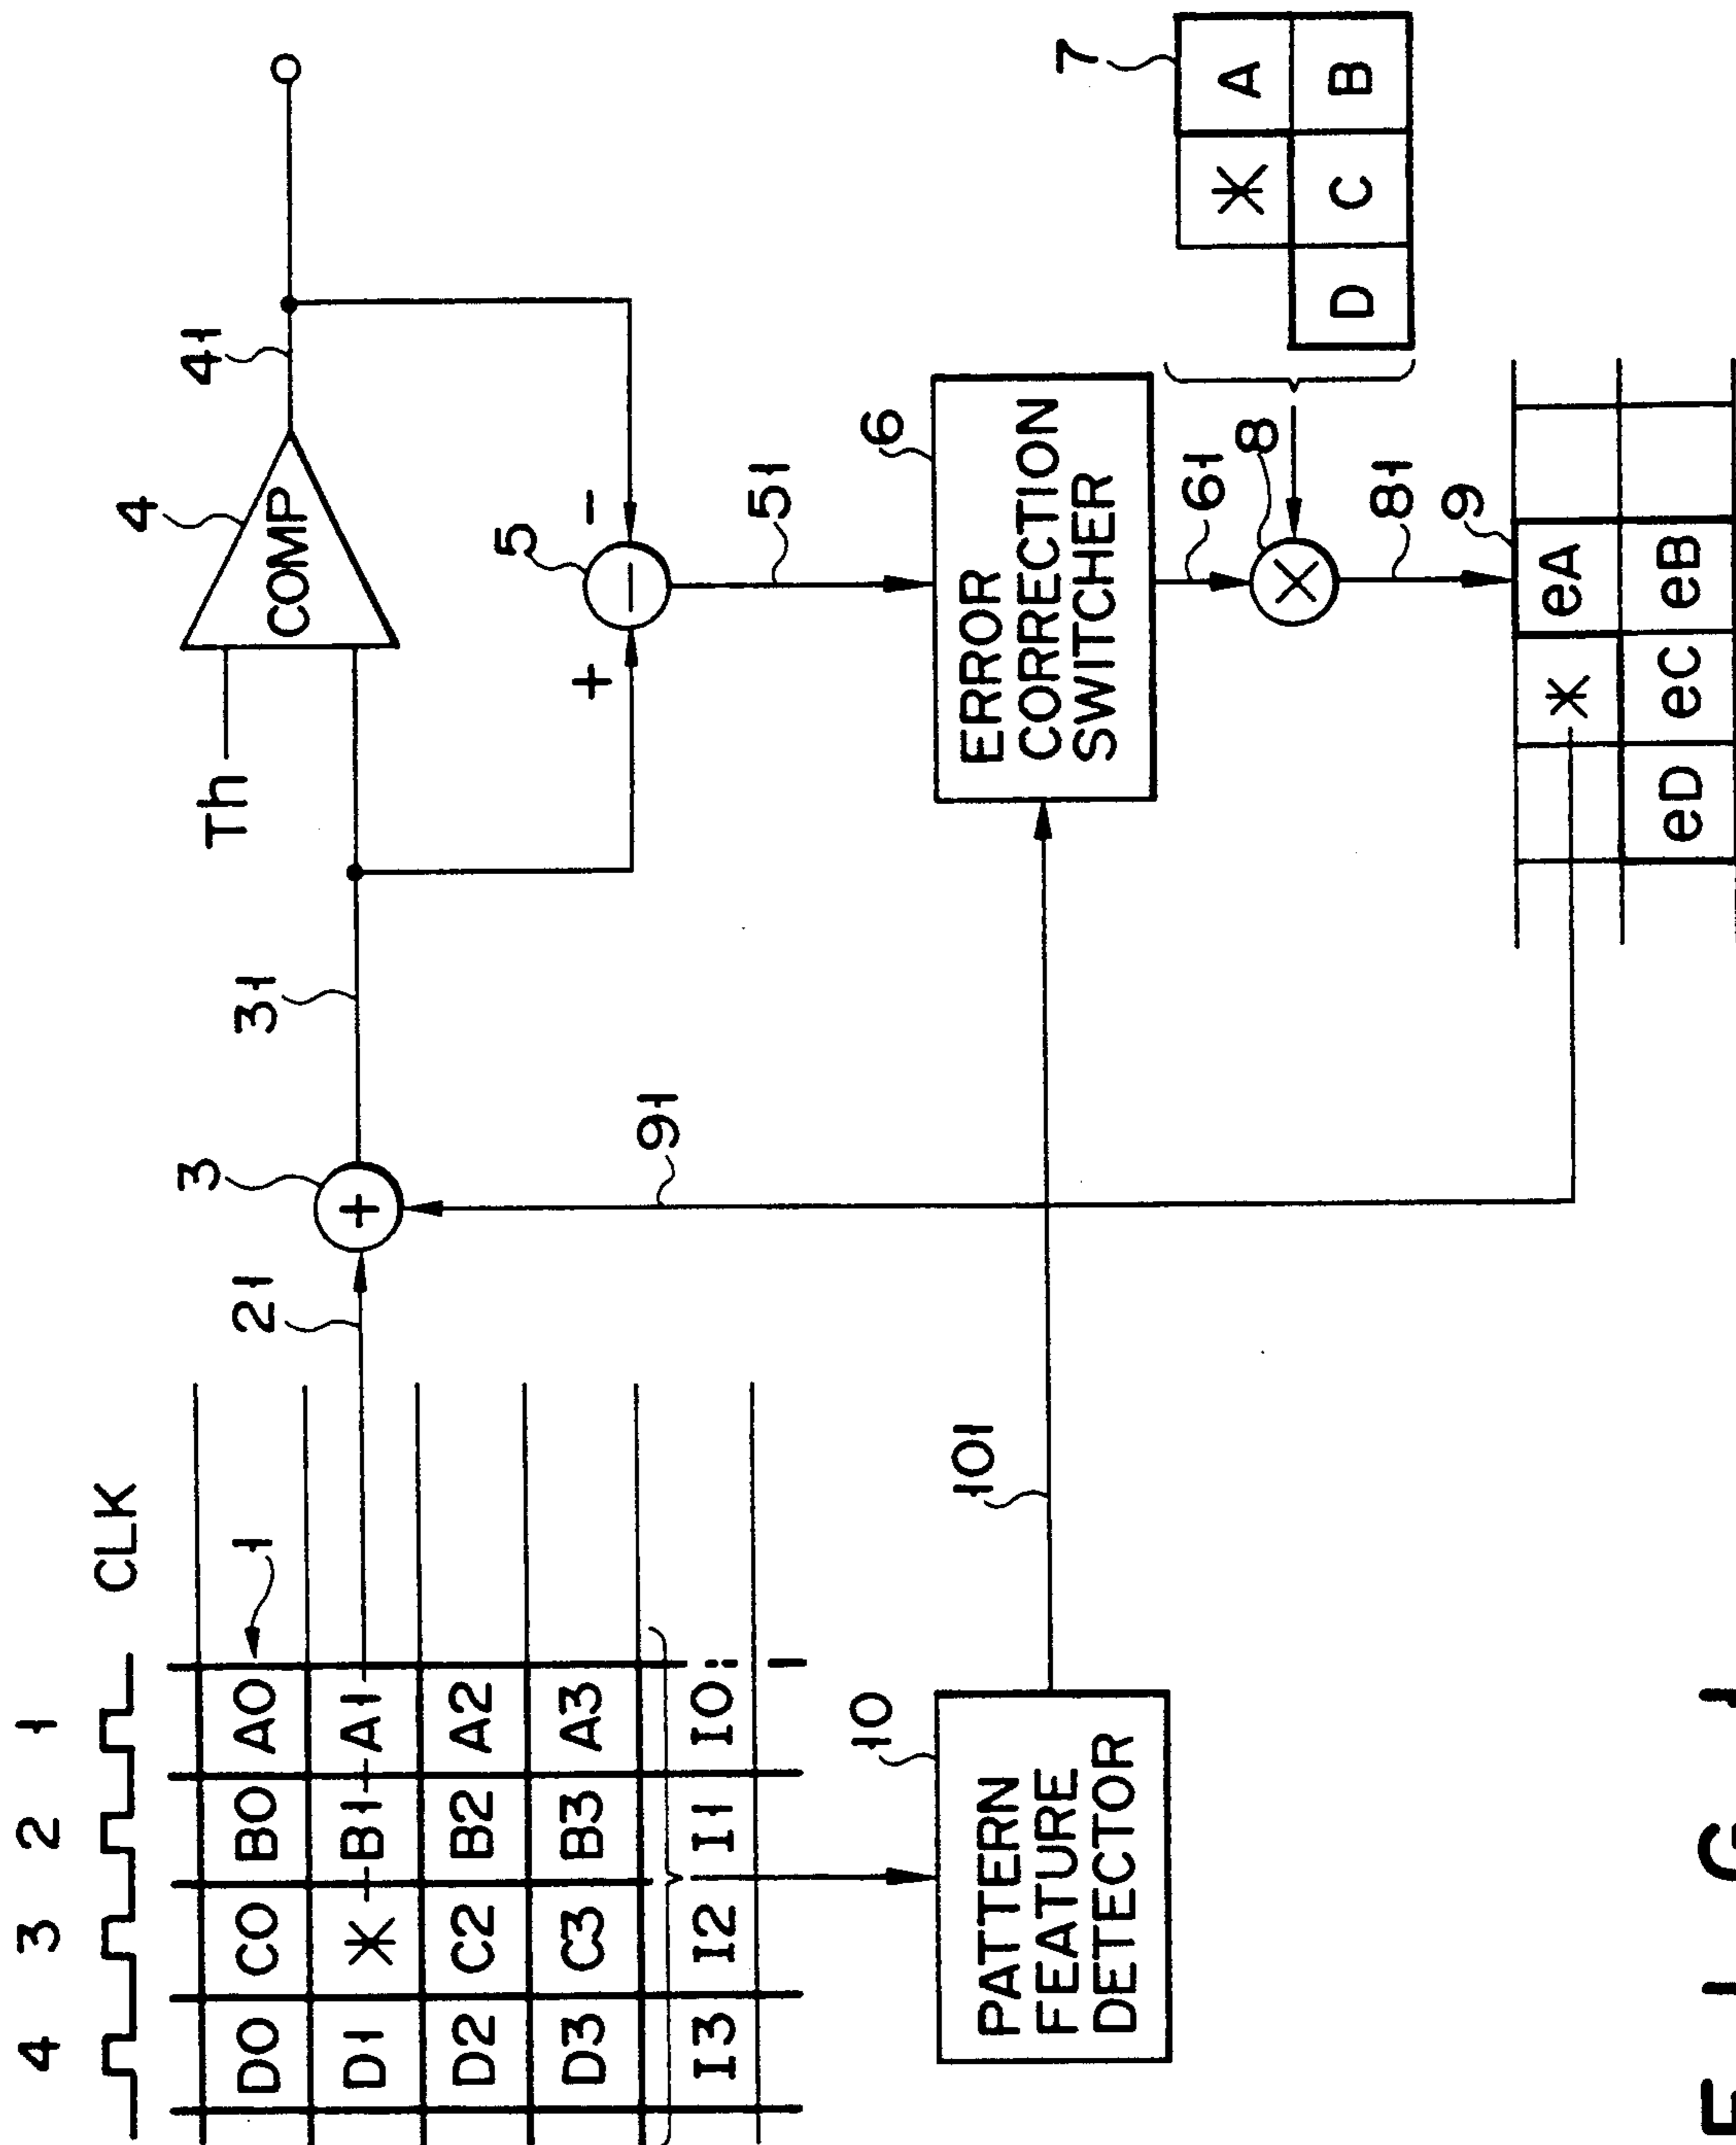 4 3 2 1
CLK
1
D0 C0 B0 A0
D1 * B1 A1
D2 C2 B2 A2
D3 C3 B3 A3
I3 I2 I1 I0
21
3
+
31
Th
4
COMP
41
91
5
+
-
-
51
10
PATTERN
FEATURE
DETECTOR
101
6
ERROR
CORRECTION
SWITCHER
61
8
×
81
7
* A
D C B
9
* eA
eD eC eB
FIG 1